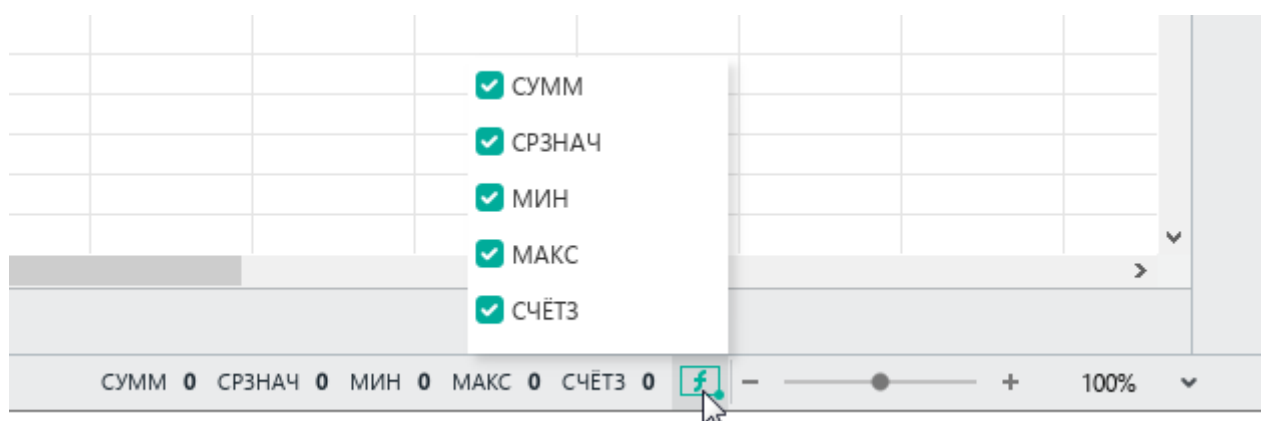 СУММ
СРЗНАЧ
МИН
МАКС
СЧЁТЗ
СУММ 0 СРЗНАЧ 0 МИН 0 МАКС 0 СЧЁТЗ 0 100%